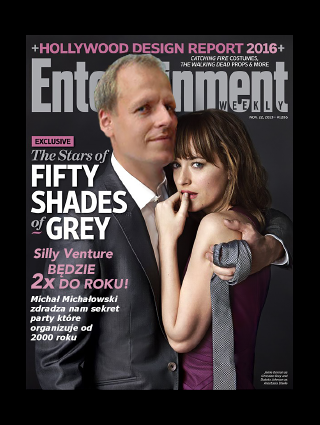 +HOLLYWOOD DESIGN REPORT 2016+
CATCHING FIRE COSTUMES,
THE WALKING DEAD PROPS & MORE
Entertainment
WEEKLY
EXCLUSIVE
The Stars of
FIFTY
SHADES
of GREY
Silly Venture
BĘDZIE
2x DO ROKU!
Michał Michałowski
zdradza nam sekret
party które
organizuje od
2000 roku